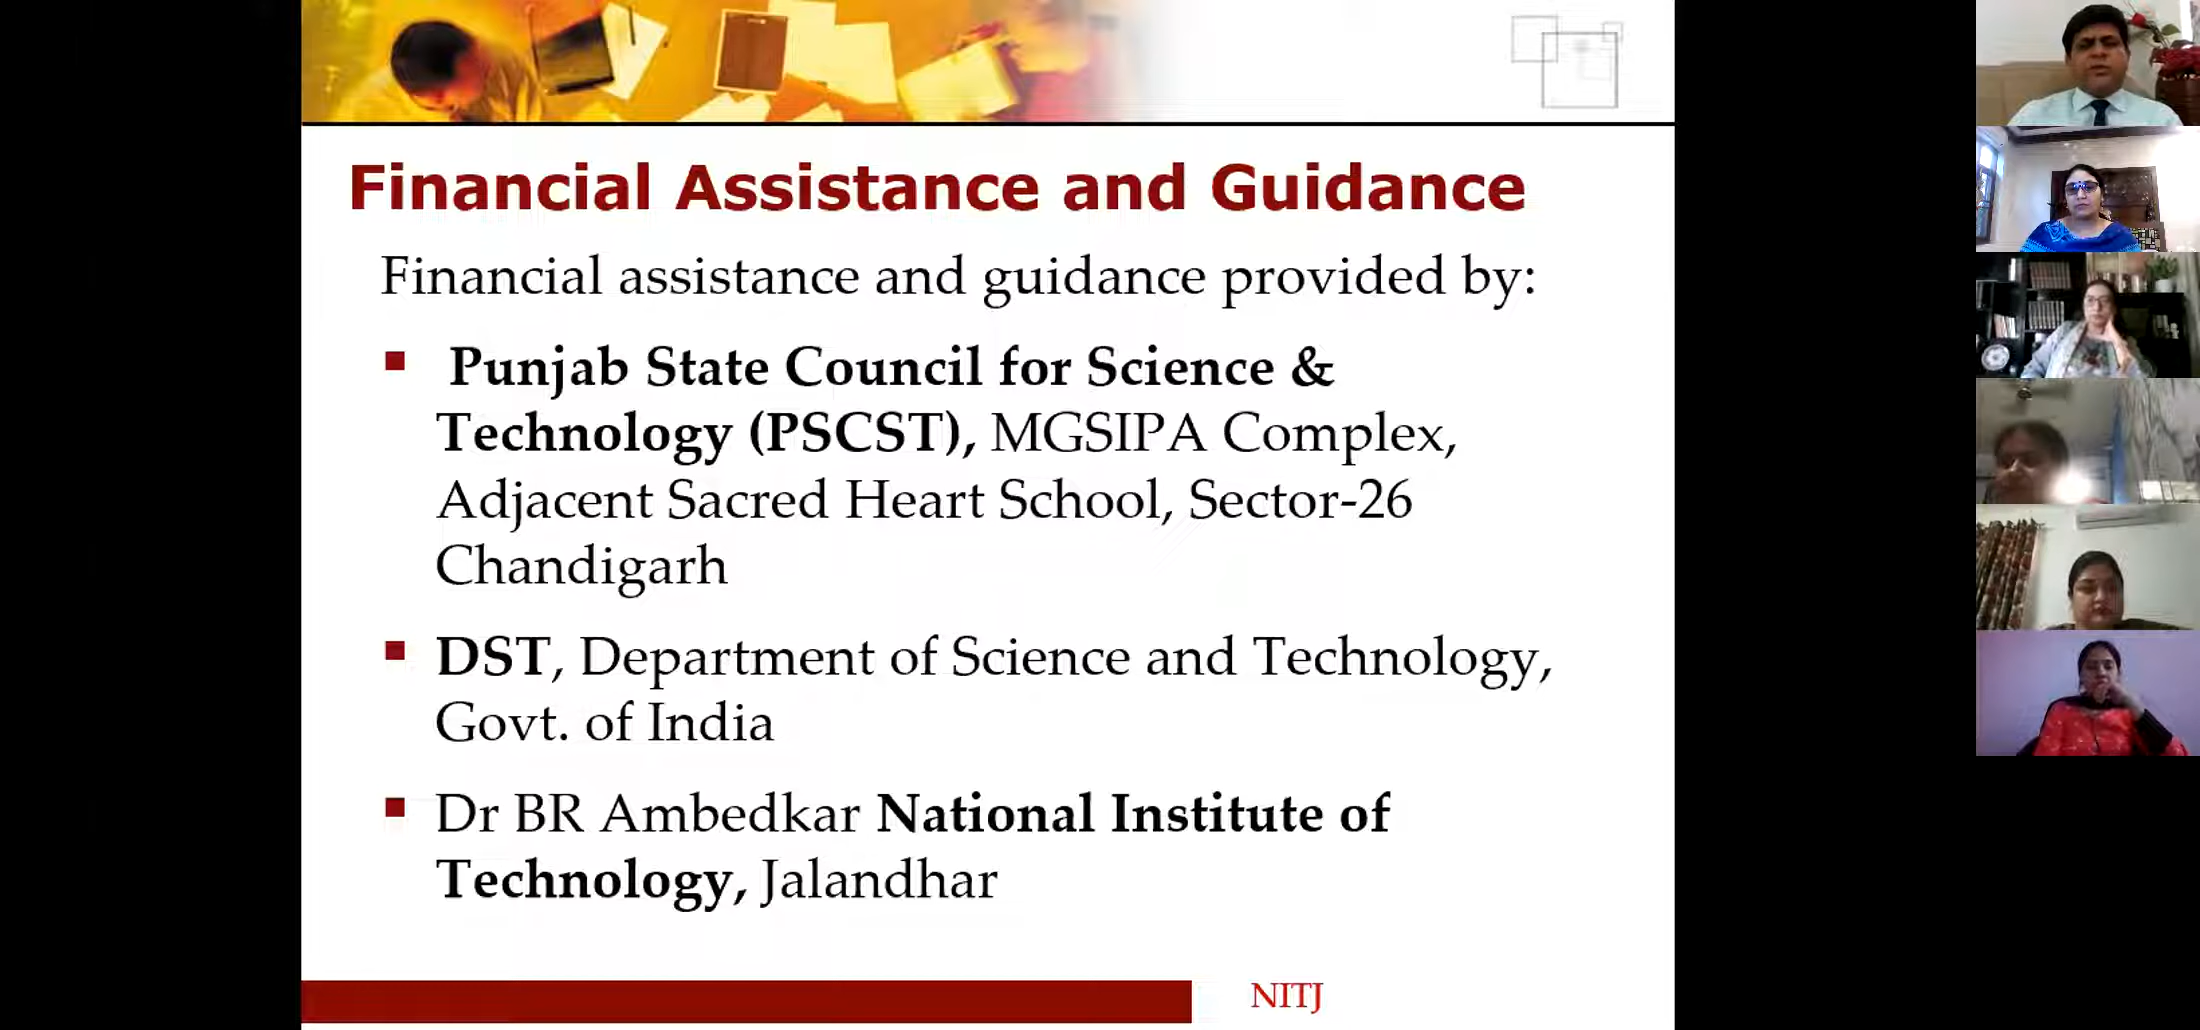 Financial Assistance and Guidance
Financial assistance and guidance provided by:
Punjab State Council for Science &
Technology (PSCST), MGSIPA Complex,
Adjacent Sacred Heart School, Sector-26
Chandigarh
DST, Department of Science and Technology,
Govt. of India
Dr BR Ambedkar National Institute of
Technology, Jalandhar
NITJ